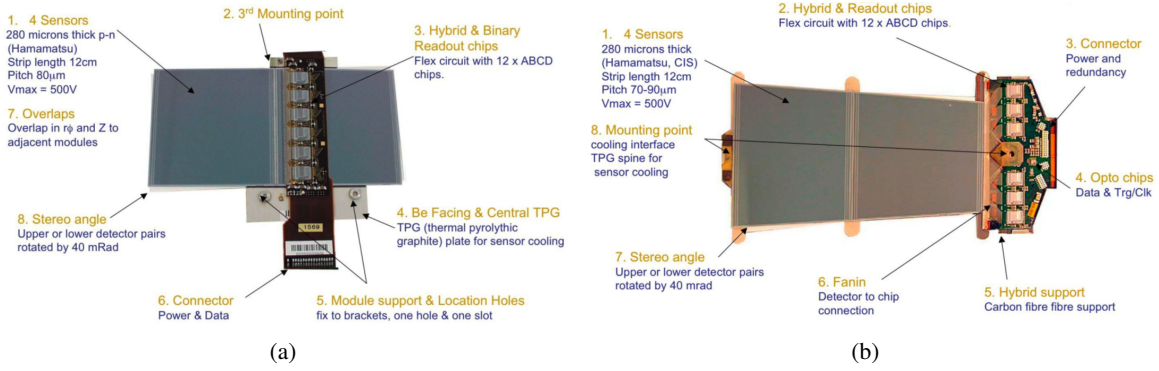 1. 4 Sensors
280 microns thick p-n
(Hamamatsu)
Strip length 12cm
Pitch 80µm
Vmax = 500V
7. Overlaps
Overlap in rϕ and Z to
adjacent modules
8. Stereo angle
Upper or lower detector pairs
rotated by 40 mRad
2. 3rd Mounting point
3. Hybrid & Binary
Readout chips
Flex circuit with 12 x ABCD
chips.
4. Be Facing & Central TPG
TPG (thermal pyrolythic
graphite) plate for sensor cooling
6. Connector
Power & Data
5. Module support & Location Holes
fix to brackets, one hole & one slot
(a)
2. Hybrid & Readout chips
Flex circuit with 12 x ABCD chips.
1. 4 Sensors
280 microns thick
(Hamamatsu, CIS)
Strip length 12cm
Pitch 70-90µm
Vmax = 500V
3. Connector
Power and
redundancy
8. Mounting point
cooling interface
TPG spine for
sensor cooling
4. Opto chips
Data & Trg/Clk
7. Stereo angle
Upper or lower detector pairs
rotated by 40 mrad
6. Fanin
Detector to chip
connection
5. Hybrid support
Carbon fibre fibre support
(b)